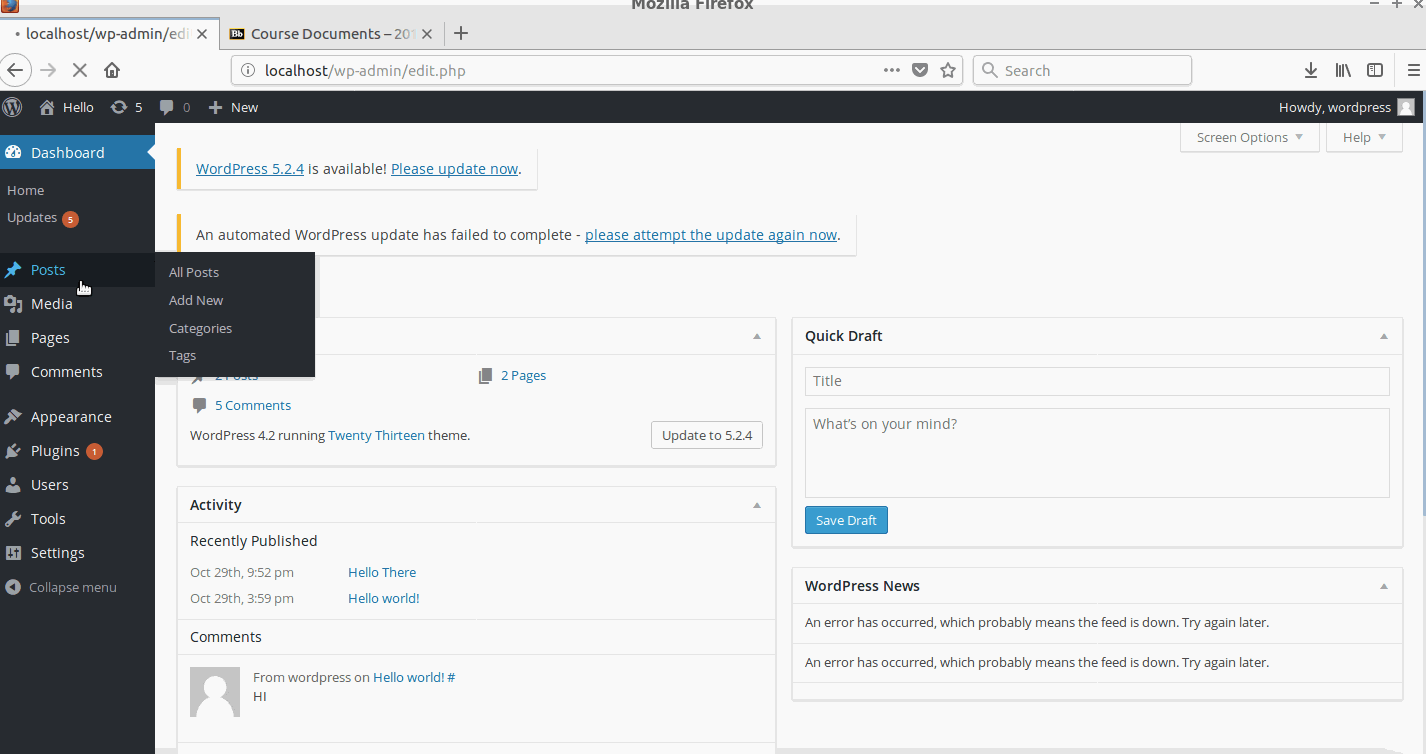 Mozilla Firefox
localhost/wp-admin/edi
Bb Course Documents – 201
localhost/wp-admin/edit.php
Search
Hello 5 0 New
Howdy, wordpress
Screen Options
Help
Dashboard
Home
Updates 5
Posts
Media
Pages
Comments
Appearance
Plugins 1
Users
Tools
Settings
Collapse menu
All Posts
Add New
Categories
Tags
WordPress 5.2.4 is available! Please update now.
An automated WordPress update has failed to complete - please attempt the update again now.
2 Posts
2 Pages
5 Comments
WordPress 4.2 running Twenty Thirteen theme.
Update to 5.2.4
Activity
Recently Published
Oct 29th, 9:52 pm Hello There
Oct 29th, 3:59 pm Hello world!
Comments
From wordpress on Hello world! #
HI
Quick Draft
Title
What's on your mind?
Save Draft
WordPress News
An error has occurred, which probably means the feed is down. Try again later.
An error has occurred, which probably means the feed is down. Try again later.